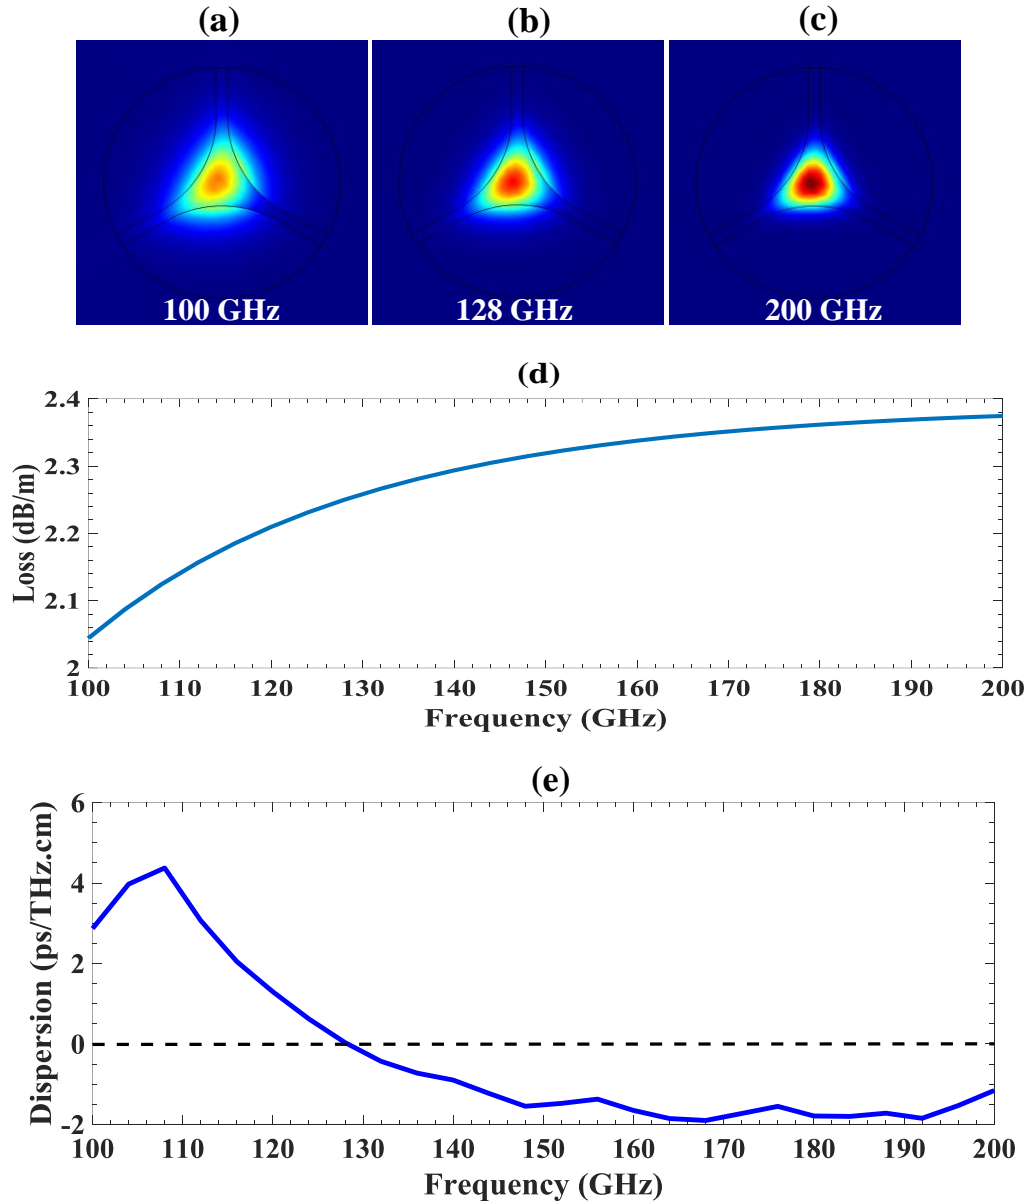 (a) (b) (c)
100 GHz 128 GHz 200 GHz
(d)
Loss (dB/m)
2.4
2.3
2.2
2.1
2
100 110 120 130 140 150 160 170 180 190 200
Frequency (GHz)
(e)
Dispersion (ps/THz.cm)
6
4
2
0
-2
100 110 120 130 140 150 160 170 180 190 200
Frequency (GHz)